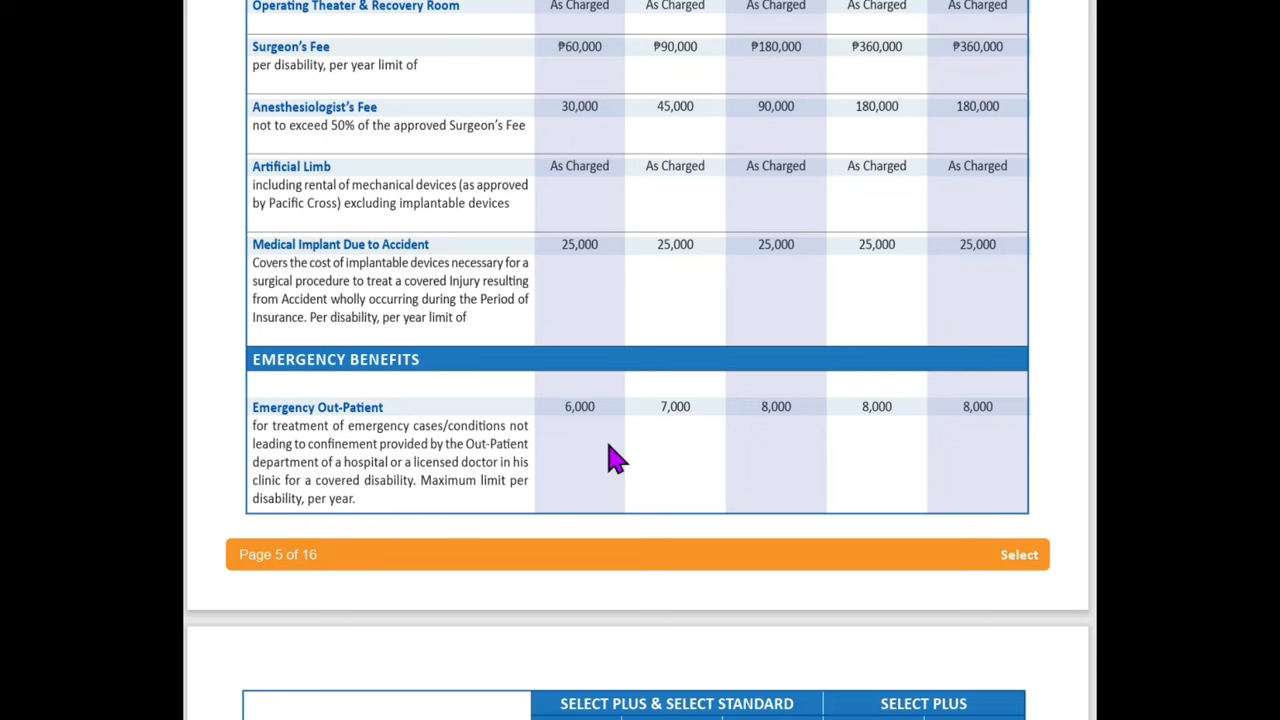 Operating Theater & Recovery Room As Charged As Charged As Charged As Charged As Charged
Surgeon's Fee ₱60,000 ₱90,000 ₱180,000 ₱360,000 ₱360,000
per disability, per year limit of
Anesthesiologist's Fee 30,000 45,000 90,000 180,000 180,000
not to exceed 50% of the approved Surgeon's Fee
Artificial Limb As Charged As Charged As Charged As Charged As Charged
including rental of mechanical devices (as approved
by Pacific Cross) excluding implantable devices
Medical Implant Due to Accident 25,000 25,000 25,000 25,000 25,000
Covers the cost of implantable devices necessary for a
surgical procedure to treat a covered Injury resulting
from Accident wholly occurring during the Period of
Insurance. Per disability, per year limit of
EMERGENCY BENEFITS
Emergency Out-Patient 6,000 7,000 8,000 8,000 8,000
for treatment of emergency cases/conditions not
leading to confinement provided by the Out-Patient
department of a hospital or a licensed doctor in his
clinic for a covered disability. Maximum limit per
disability, per year.
Page 5 of 16 Select
SELECT PLUS & SELECT STANDARD SELECT PLUS